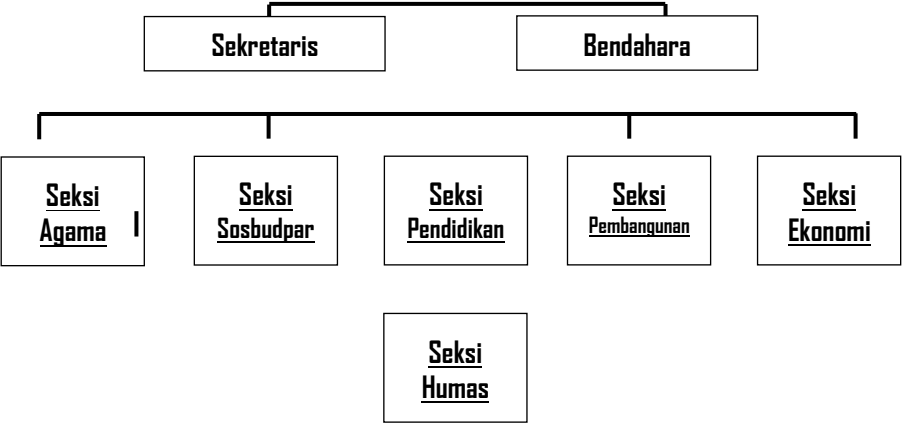 Sekretaris
Bendahara
Seksi
Agama
Seksi
Sosbudpar
Seksi
Pendidikan
Seksi
Pembangunan
Seksi
Ekonomi
Seksi
Humas